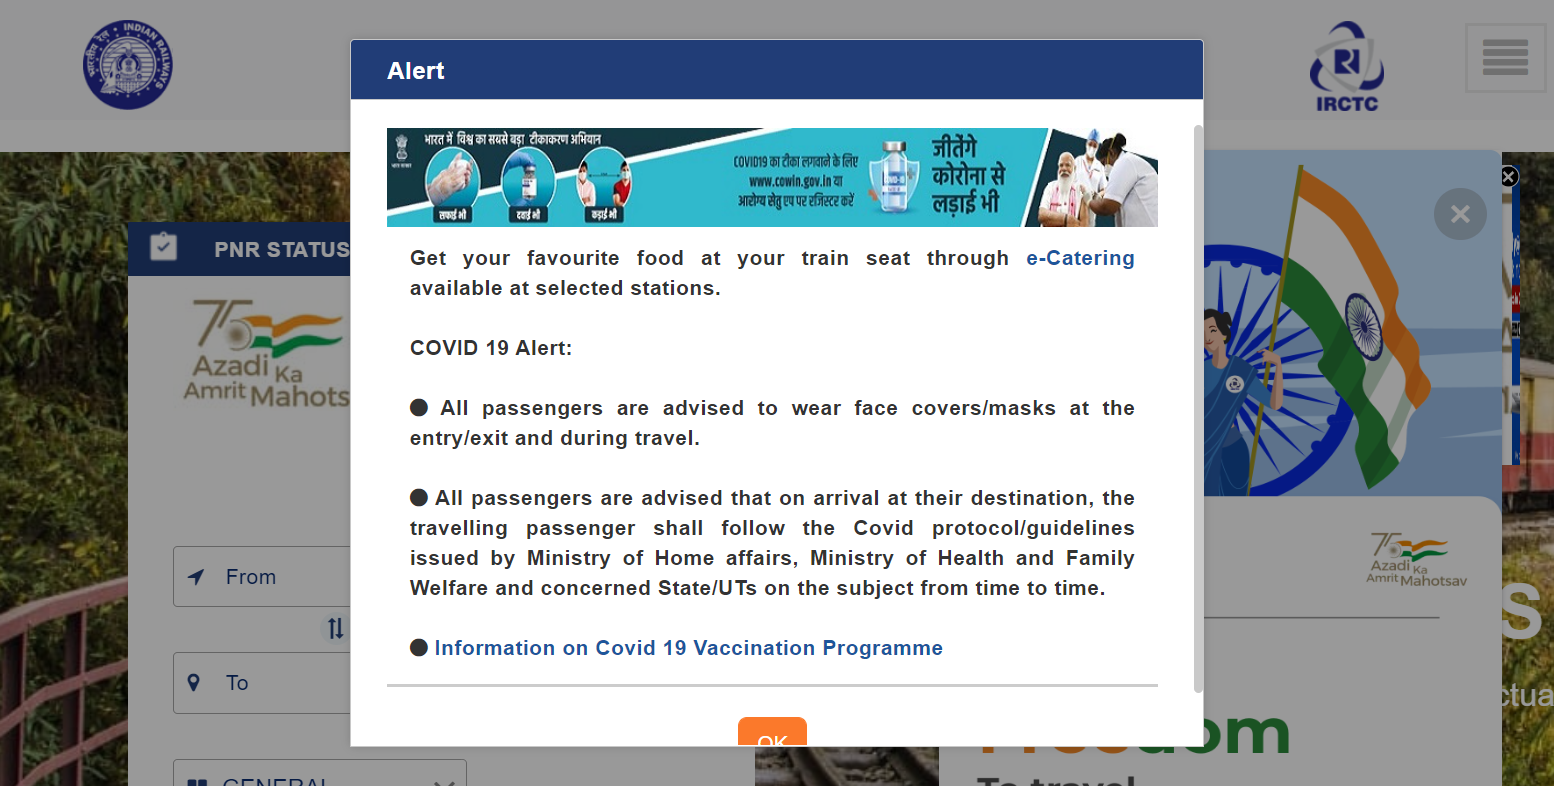 INDIAN RAILWAYS
भारतीय रेल
IRCTC
Alert
भारत में विश्व का सबसे बड़ा टीकाकरण अभियान
सफाई भी
दवाई भी
कड़ाई भी
COVID19 का टीका लगवाने के लिए
www.cowin.gov.in या
आरोग्य सेतु एप पर रजिस्टर करें
जीतेंगे
कोरोना से
लड़ाई भी
Get your favourite food at your train seat through e-Catering
available at selected stations.
COVID 19 Alert:
All passengers are advised to wear face covers/masks at the
entry/exit and during travel.
All passengers are advised that on arrival at their destination, the
travelling passenger shall follow the Covid protocol/guidelines
issued by Ministry of Home affairs, Ministry of Health and Family
Welfare and concerned State/UTs on the subject from time to time.
Information on Covid 19 Vaccination Programme
OK
PNR STATUS
75
Azadi
Ka
Amrit Mahots
From
To
GENERAL
75
Azadi
Ka
Amrit Mahotsav
S
ctua
Freedom
To travel